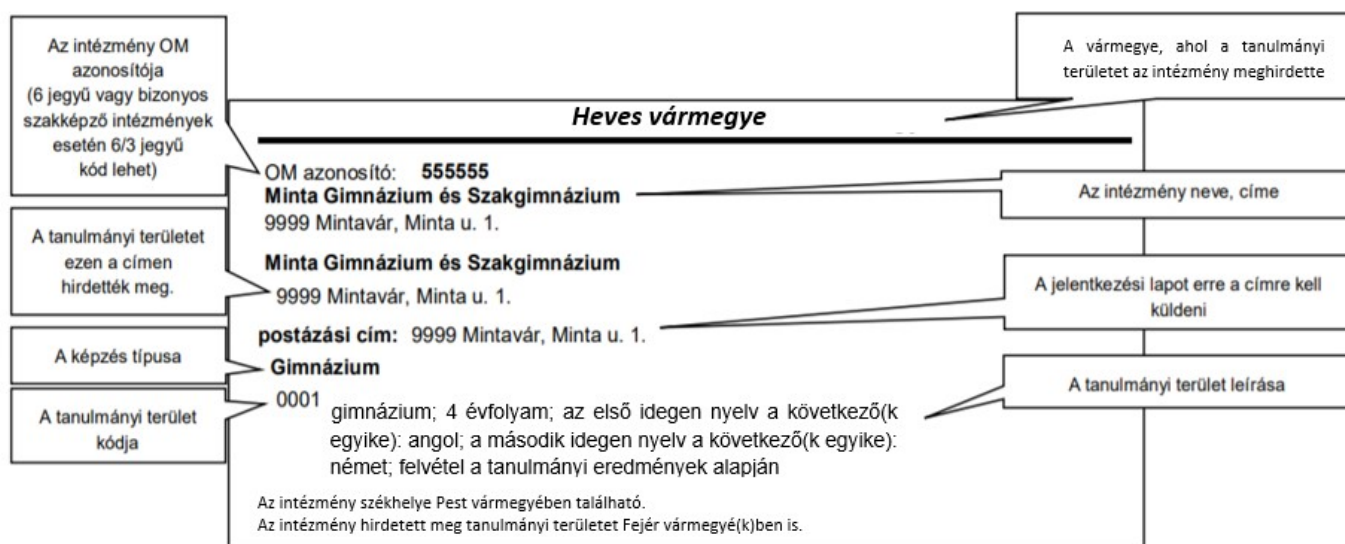 Az intézmény OM
azonosítója
(6 jegyű vagy bizonyos
szakképző intézmények
esetén 6/3 jegyű
kód lehet)
A vármegye, ahol a tanulmányi
területet az intézmény meghirdette
Heves vármegye
OM azonosító: 555555
Minta Gimnázium és Szakgimnázium
9999 Mintavár, Minta u. 1.
Az intézmény neve, címe
A tanulmányi területet
ezen a címen
hirdették meg.
Minta Gimnázium és Szakgimnázium
9999 Mintavár, Minta u. 1.
A jelentkezési lapot erre a címre kell
küldeni
postázási cím: 9999 Mintavár, Minta u. 1.
A képzés típusa
Gimnázium
A tanulmányi terület leírása
A tanulmányi terület
kódja
0001
gimnázium; 4 évfolyam; az első idegen nyelv a következő(k
egyike): angol; a második idegen nyelv a következő(k egyike):
német; felvétel a tanulmányi eredmények alapján
Az intézmény székhelye Pest vármegyében található.
Az intézmény hirdetett meg tanulmányi területet Fejér vármegyé(k)ben is.